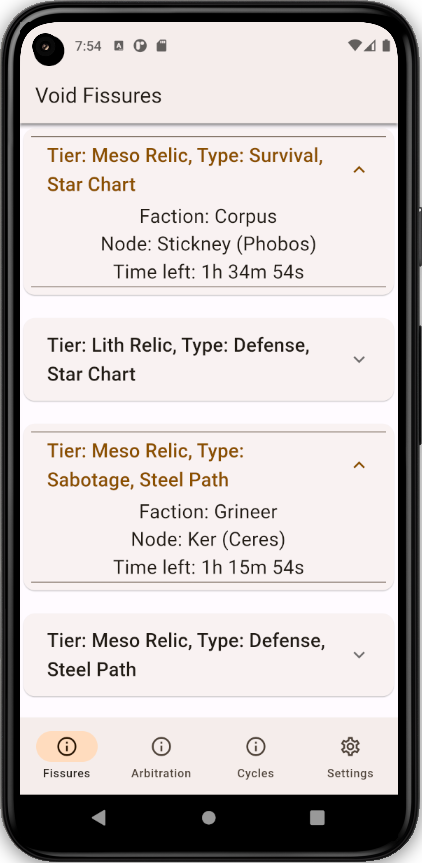 7:54
Void Fissures
Tier: Meso Relic, Type: Survival,
Star Chart
Faction: Corpus
Node: Stickney (Phobos)
Time left: 1h 34m 54s
Tier: Lith Relic, Type: Defense,
Star Chart
Tier: Meso Relic, Type:
Sabotage, Steel Path
Faction: Grineer
Node: Ker (Ceres)
Time left: 1h 15m 54s
Tier: Meso Relic, Type: Defense,
Steel Path
Fissures Arbitration Cycles Settings